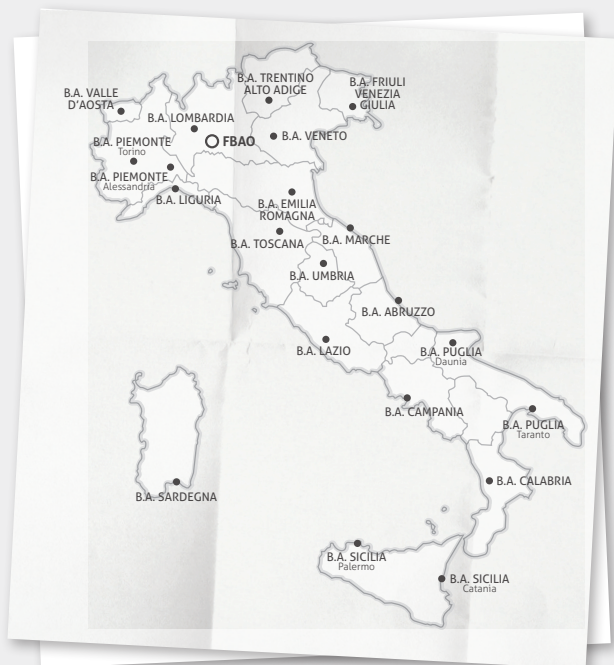 B.A. TRENTINO
ALTO ADIGE
B.A. FRIULI
VENEZIA
GIULIA
B.A. VALLE
D'AOSTA
B.A. LOMBARDIA
FBAO
B.A. VENETO
B.A. PIEMONTE
Torino
B.A. PIEMONTE
Alessandria
B.A. LIGURIA
B.A. EMILIA
ROMAGNA
B.A. TOSCANA
B.A. MARCHE
B.A. UMBRIA
B.A. ABRUZZO
B.A. LAZIO
B.A. PUGLIA
Daunia
B.A. CAMPANIA
B.A. PUGLIA
Taranto
B.A. CALABRIA
B.A. SARDEGNA
B.A. SICILIA
Palermo
B.A. SICILIA
Catania